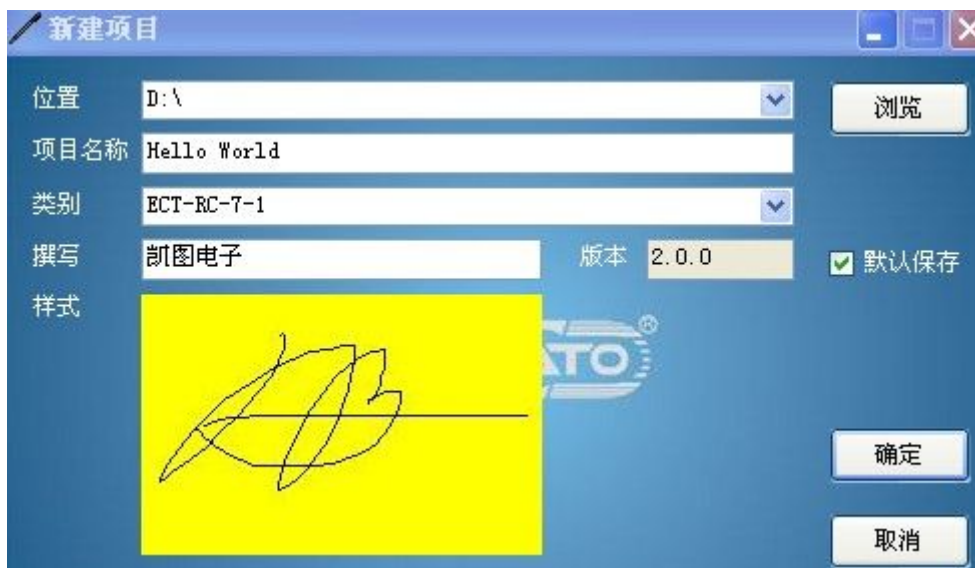 新建项目
位置 D:\ 浏览
项目名称 Hello World
类别 ECT-RC-7-1
撰写 凯图电子 版本 2.0.0 默认保存
样式
ATO®
确定
取消